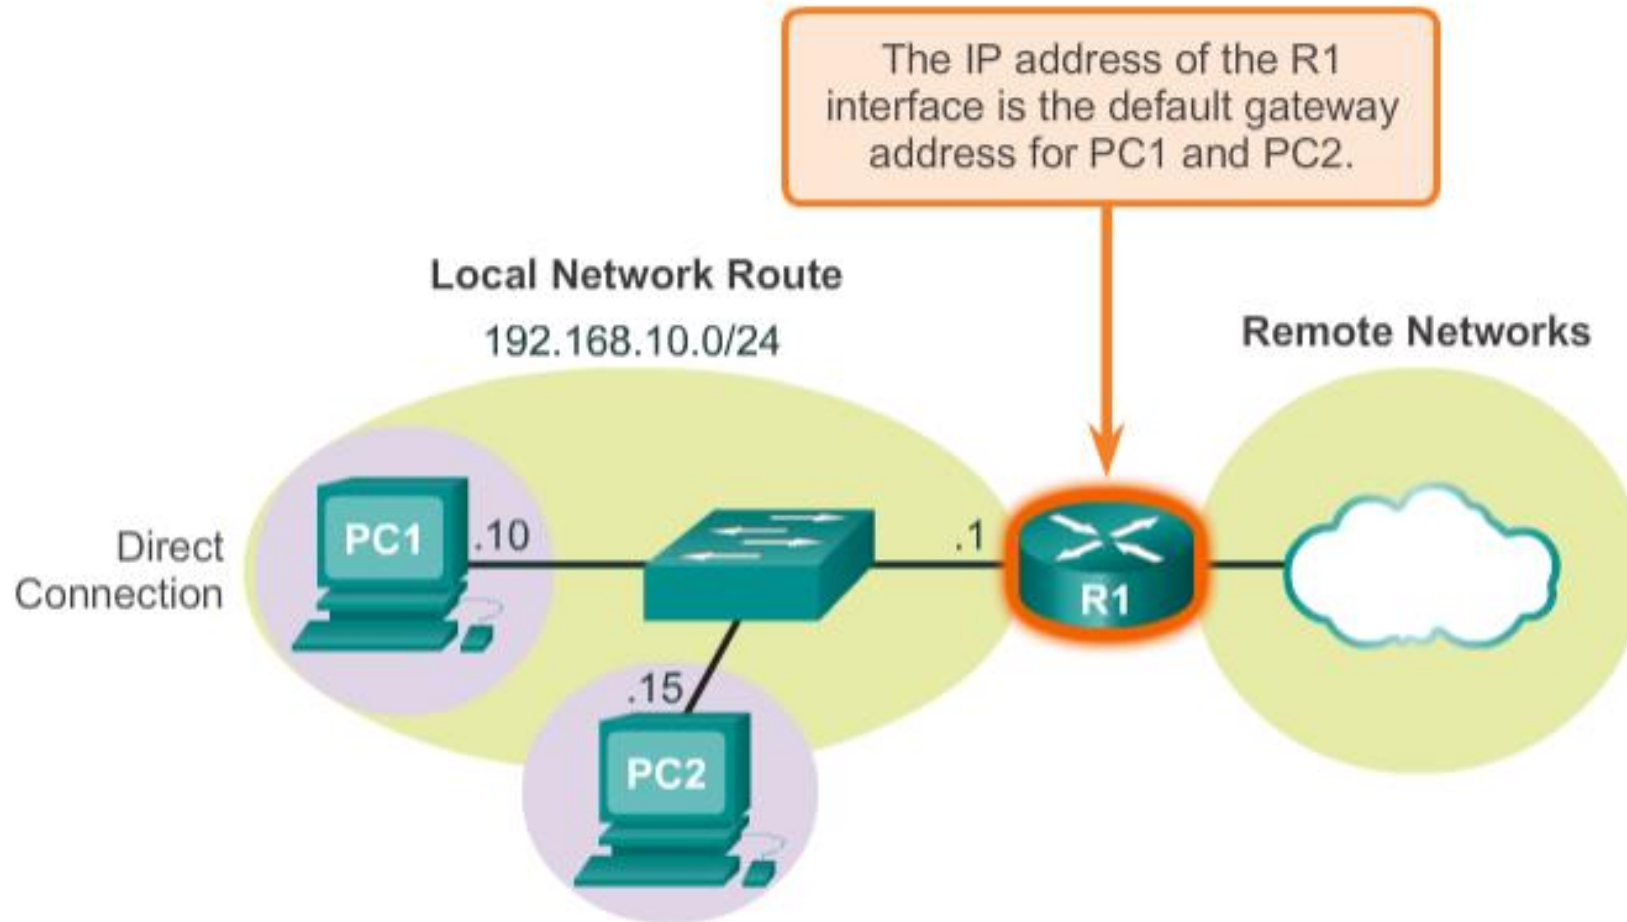 The IP address of the R1
interface is the default gateway
address for PC1 and PC2.
Local Network Route
192.168.10.0/24
Remote Networks
Direct
Connection
PC1
.10
.1
R1
.15
PC2